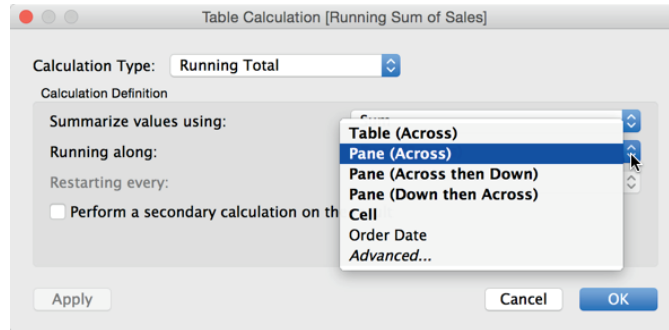 Table Calculation [Running Sum of Sales]
Calculation Type: Running Total
Calculation Definition
Summarize values using:
Running along:
Restarting every:
Perform a secondary calculation on th
Table (Across)
Pane (Across)
Pane (Across then Down)
Pane (Down then Across)
Cell
Order Date
Advanced...
Apply
Cancel
OK